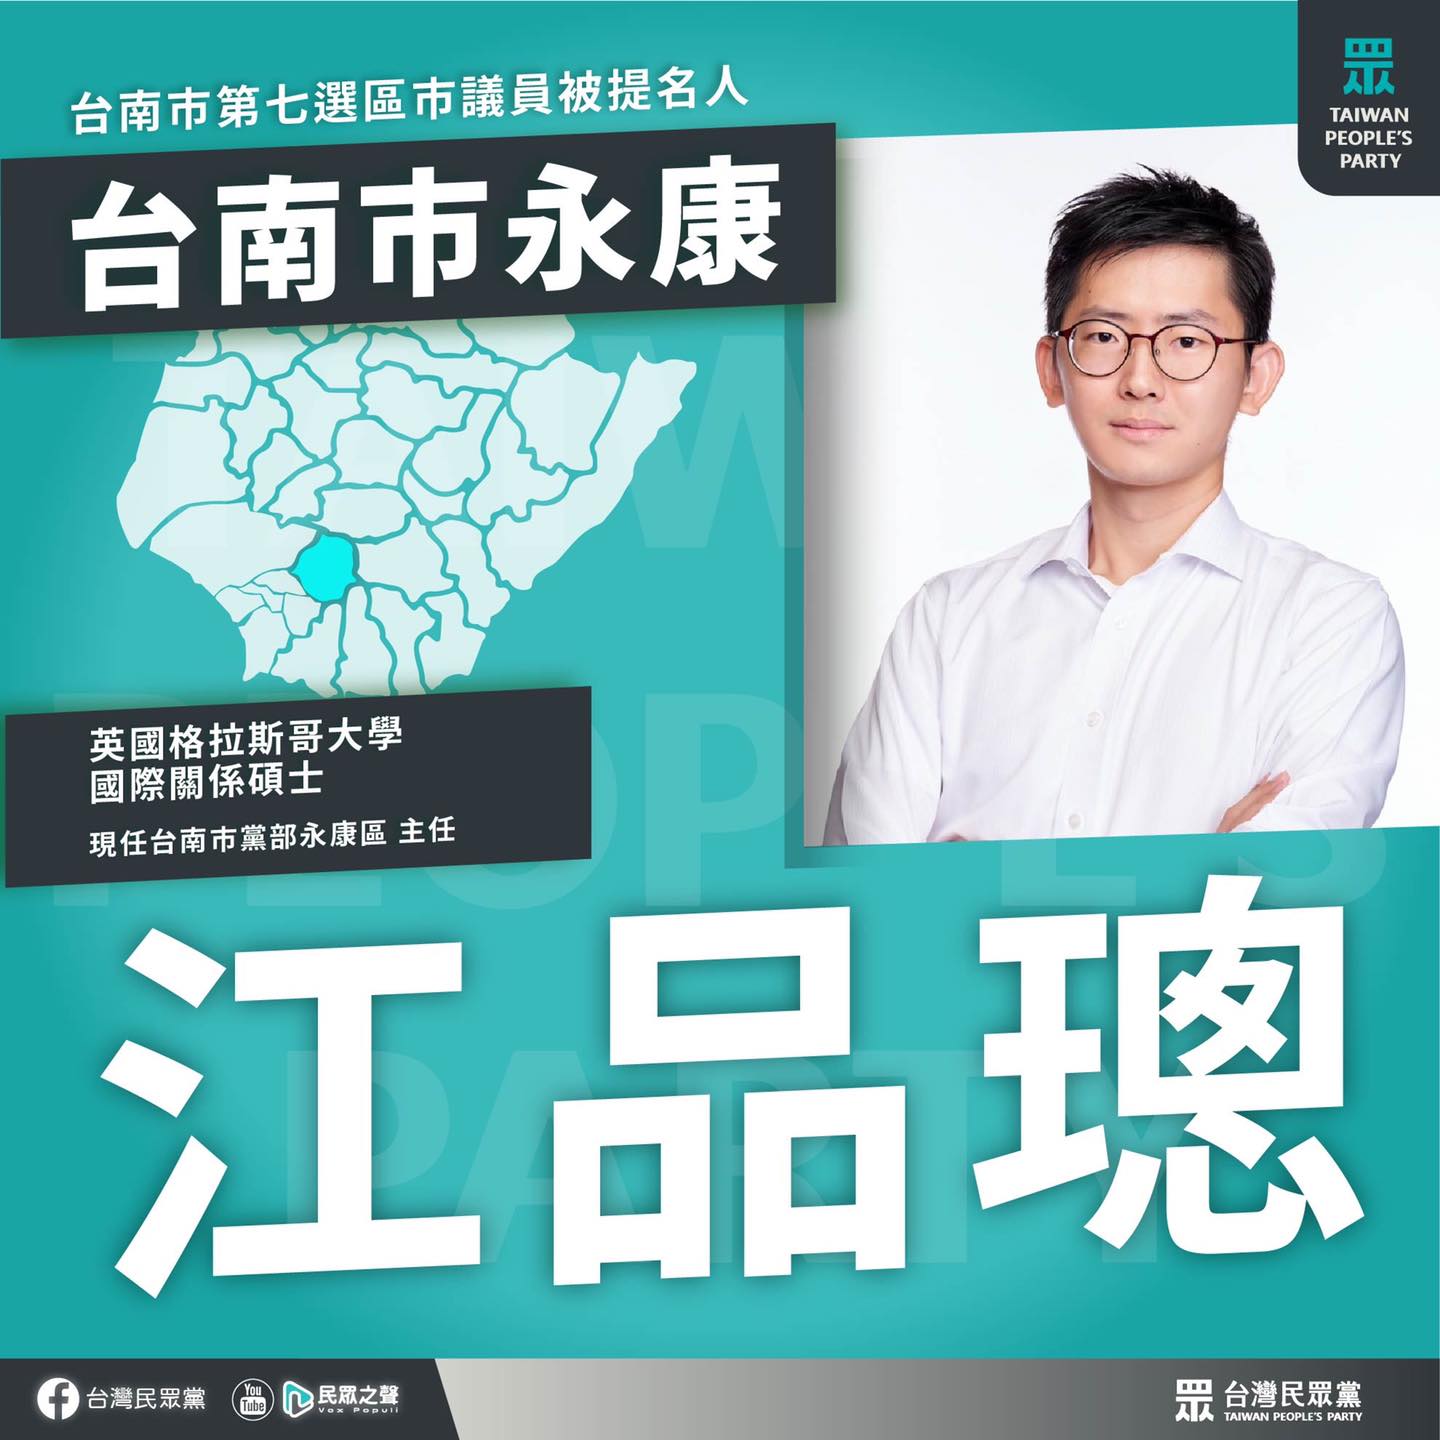 台南市第七選區市議員被提名人
台南市永康
眾
TAIWAN
PEOPLE'S
PARTY
英國格拉斯哥大學
國際關係碩士
現任台南市黨部永康區 主任
江品璁
台灣民眾黨
You
Tube
民眾之聲
Vox Populi
眾 台灣民眾黨
TAIWAN PEOPLE'S PARTY